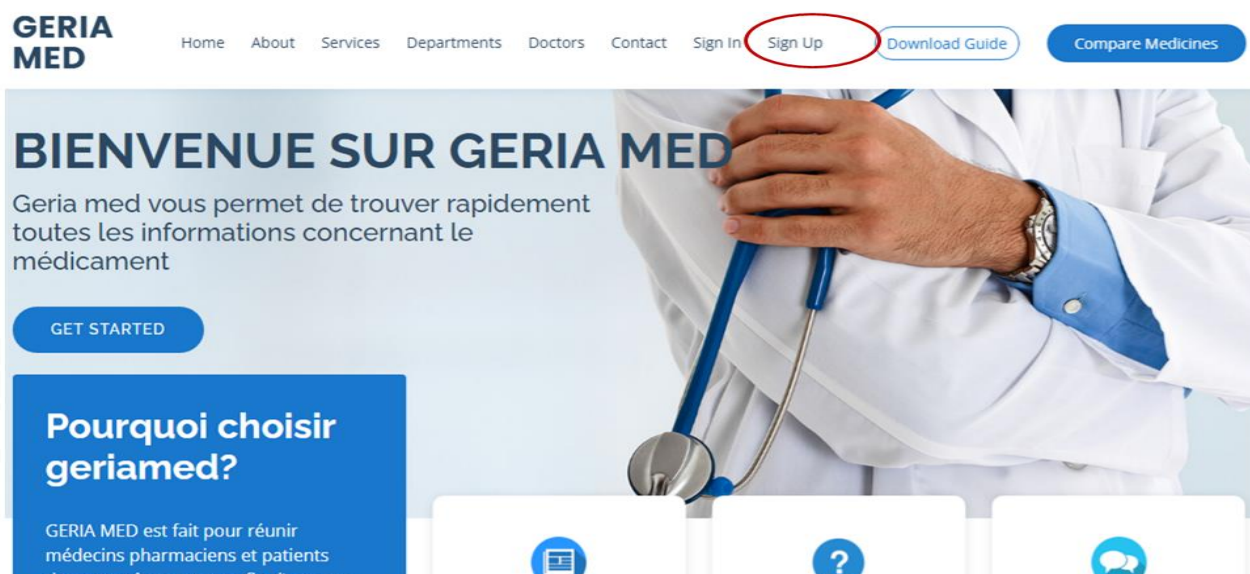 GERIA
MED
Home About Services Departments Doctors Contact Sign In Sign Up Download Guide Compare Medicines
BIENVENUE SUR GERIA MED
Geria med vous permet de trouver rapidement
toutes les informations concernant le
médicament
GET STARTED
Pourquoi choisir
geriamed?
GERIA MED est fait pour réunir
médecins pharmaciens et patients
?